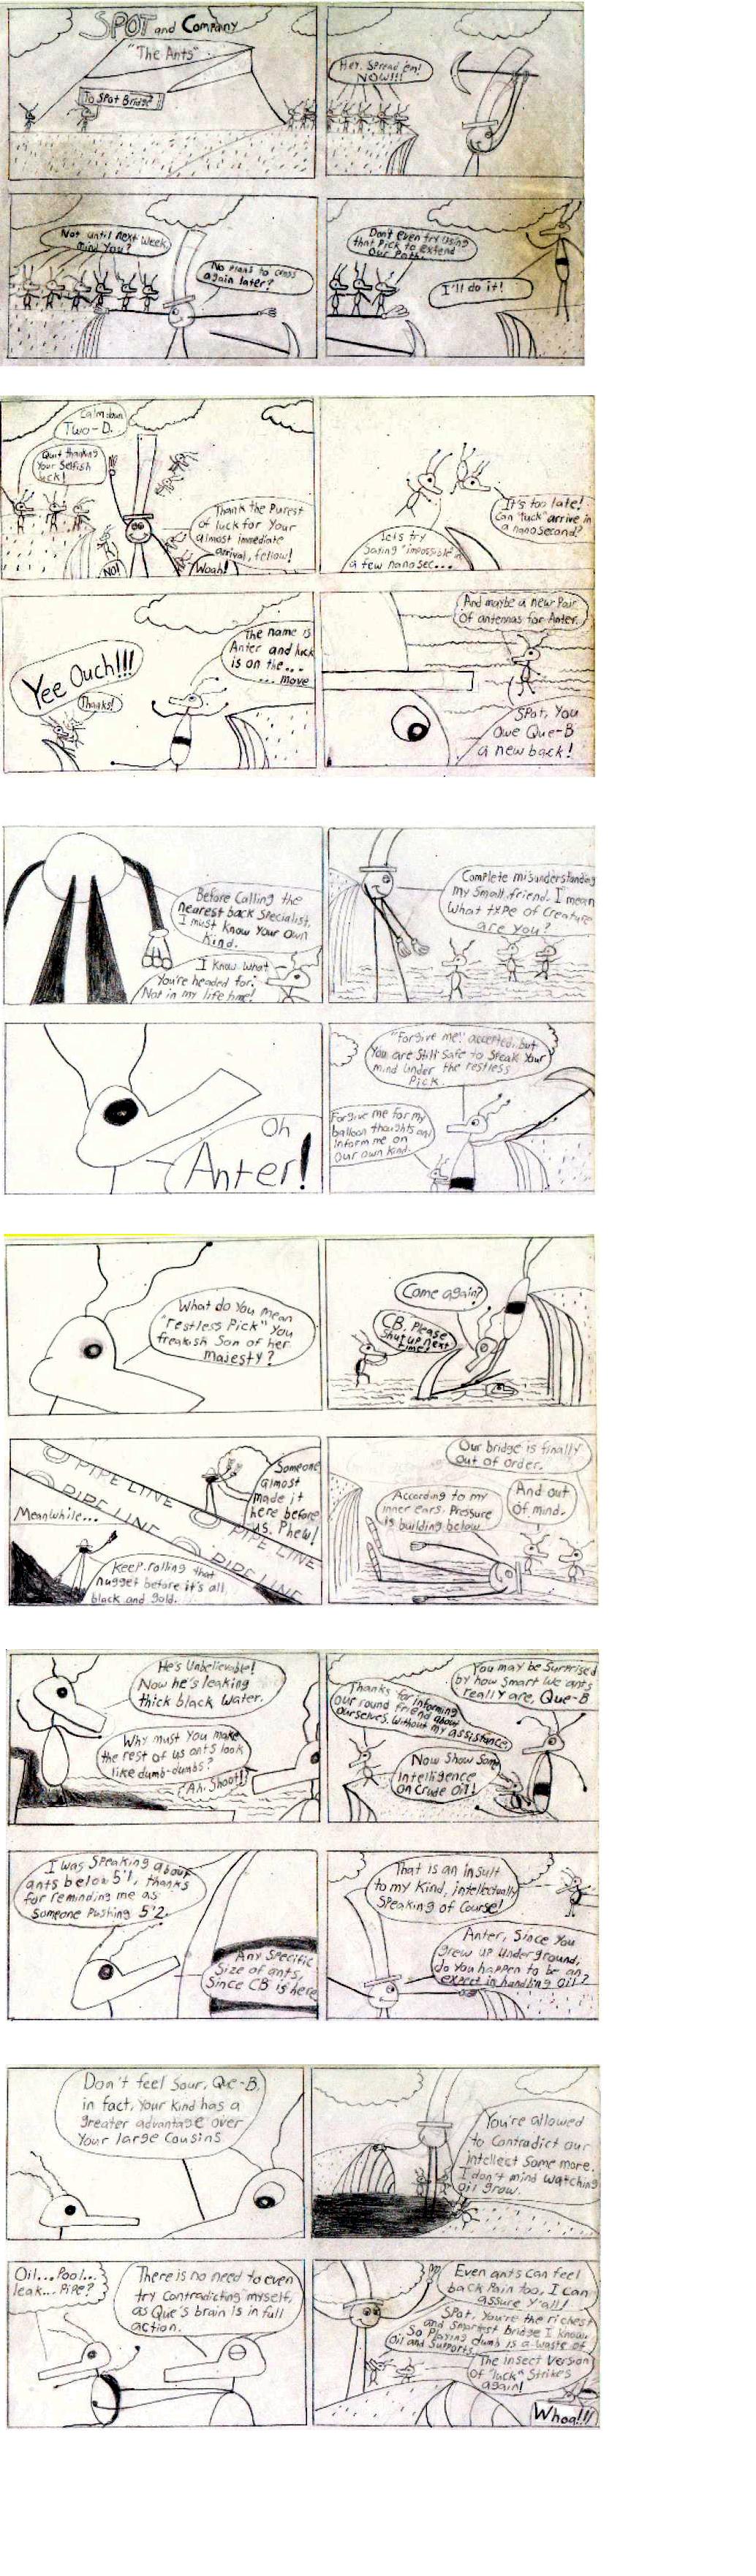 SPOT and Company
"The Ants"
To Spot Bridge
Hey, Spread 'em!
NOW!!!
Not until next week,
mind you?
No plans to cross
again later?
Don't even try using
that Pick to extend
Our Path.
I'll do it!
Calm down
Two-D.
Quit thanking
your Selfish
luck!
Thank the Purest
of luck for Your
almost immediate
arrival, fellow!
NO!
Woah!
It's too late!
Can "luck" arrive in
a nanosecond?
Lets try
Saying "impossible" in
a few nanosec...
Yee Ouch!!!
Thanks!
The name is
Anter and luck
is on the...
... move
And maybe a new Pair
Of antennas for Anter.
Spot, You
Owe Que-B
a new back!
Before Calling the
nearest back Specialist,
I must know Your Own
Kind.
I Know What
You're headed for.
Not in my life time!
Complete misunderstanding
my Small friend. I mean
What type of Creature
are you?
Oh
Anter!
"Forgive me!" accepted, but
You are Still Safe to Speak Your
mind under the restless
Pick.
Forgive me for my
balloon thoughts and
inform me on
Our own kind.
What do You mean
"restless Pick" You
freakish Son of her
majesty?
Come again?
CB. Please
Shut up next
time!
PIPE LINE
PIPE LINE
PIPE LINE
PIPE LINE
Someone
almost
made it
here before
us. Phew!
Meanwhile...
Keep rolling that
nugget before it's all
black and gold.
Our bridge is finally
Out of order.
According to my
inner ears, Pressure
is building below
And out
Of mind.
He's Unbelievable!
Now he's leaking
thick black Water.
Why must You make
the rest of us ants look
like dumb-dumbs?
(Ah, Shoot!)
You may be Surprised
by how Smart We ants
really are, Que-B
Thanks for informing
Our round friend about
Ourselves. Without my assistance
Now Show Some
Intelligence
On Crude Oil!
I was Speaking about
ants below 5'1, thanks
for reminding me as
Someone Pushing 5'2.
Any Specific
Size of ants,
Since CB is here
That is an insult
to my Kind, intellectually
Speaking of Course!
Anter, Since You
grew up Underground,
do You happen to be an
expert in handling Oil?
Don't feel Sour, Que-B,
in fact, Your kind has a
greater advantage over
Your large Cousins
You're allowed
to Contradict our
Intellect Some more.
I don't mind Watching
Oil grow.
Oil...Pool...
leak... Pipe?
There is no need to even
try Contradicting myself,
as Que's brain is in full
action.
Even ants Can feel
back Pain too, I Can
assure Y'all!
Spot, You're the richest
and Smartest bridge I know.
So Playing dumb is a waste of
Oil and Supports.
The insect Version
Of "luck" Strikes
again!
Whoa!!!